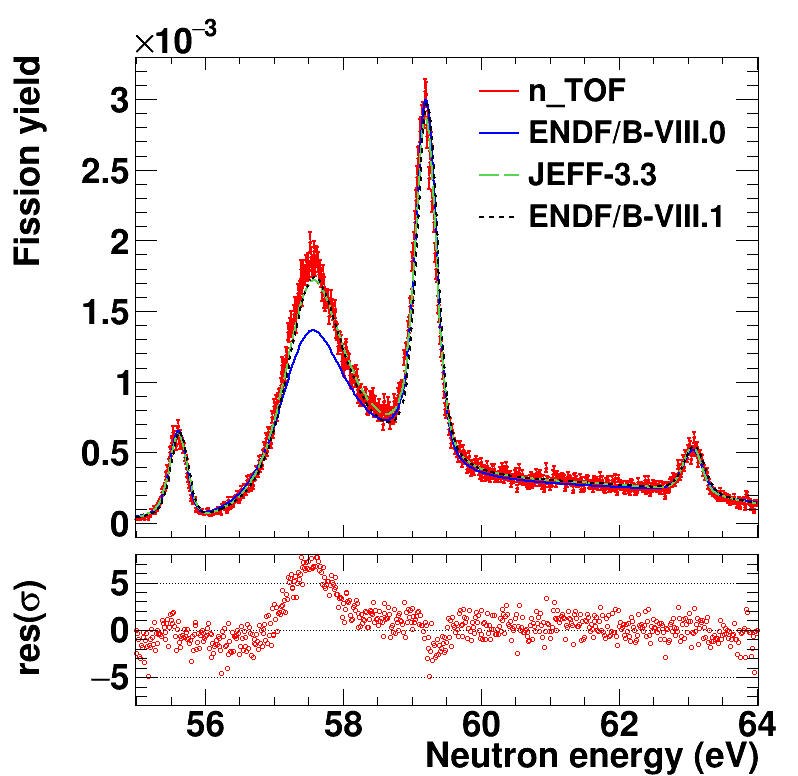 ×10⁻³
Fission yield
3
2.5
2
1.5
1
0.5
0
n_TOF
ENDF/B-VIII.0
JEFF-3.3
ENDF/B-VIII.1
res(σ)
5
0
−5
56 58 60 62 64
Neutron energy (eV)